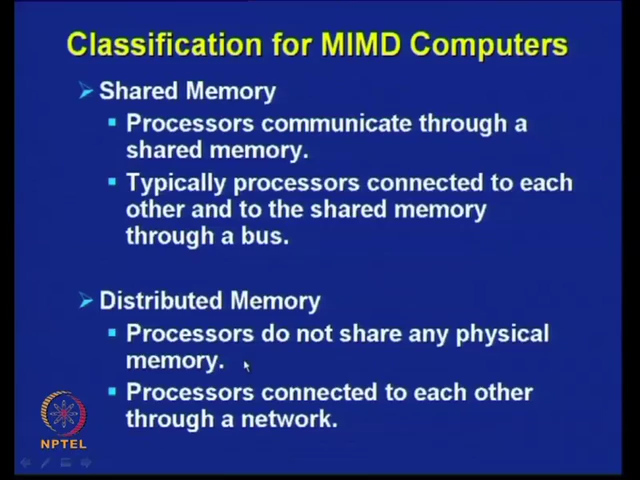 Classification for MIMD Computers
Shared Memory
Processors communicate through a
shared memory.
Typically processors connected to each
other and to the shared memory
through a bus.
Distributed Memory
Processors do not share any physical
memory.
Processors connected to each other
through a network.
NPTEL